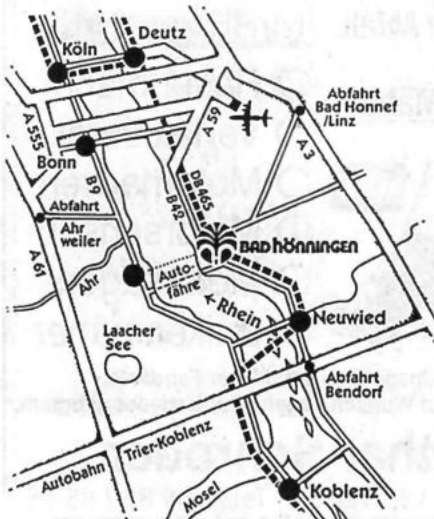 Deutz
Köln
Abfahrt
Bad Honnef
/Linz
A 59
A 555
A 3
Bonn
B 9
DB 465
B 42
Abfahrt
Ahr
weiler
BAD HÖNNINGEN
A 61
Ahr
Auto-
fähre
← Rhein
Neuwied
Laacher
See
Abfahrt
Bendorf
Trier-Koblenz
Autobahn
Koblenz
Mosel